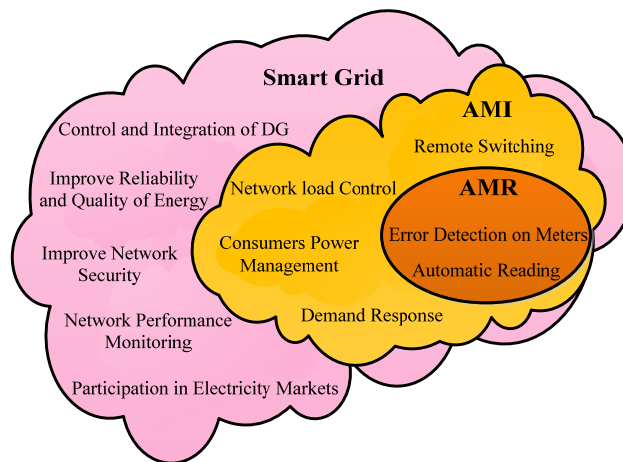 Smart Grid
Control and Integration of DG
Improve Reliability
and Quality of Energy
Improve Network
Security
Network Performance
Monitoring
Participation in Electricity Markets
AMI
Remote Switching
Network load Control
Consumers Power
Management
Demand Response
AMR
Error Detection on Meters
Automatic Reading